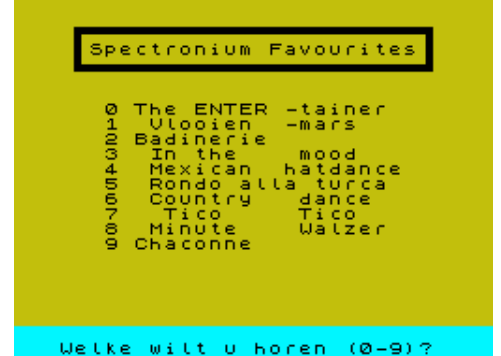 Spectronium Favourites
0 The ENTER -tainer
1 Vlooien -mars
2 Badinerie
3 In the mood
4 Mexican hatdance
5 Rondo alla turca
6 Country dance
7 Tico Tico
8 Minute Walzer
9 Chaconne
Welke wilt u horen (0-9)?